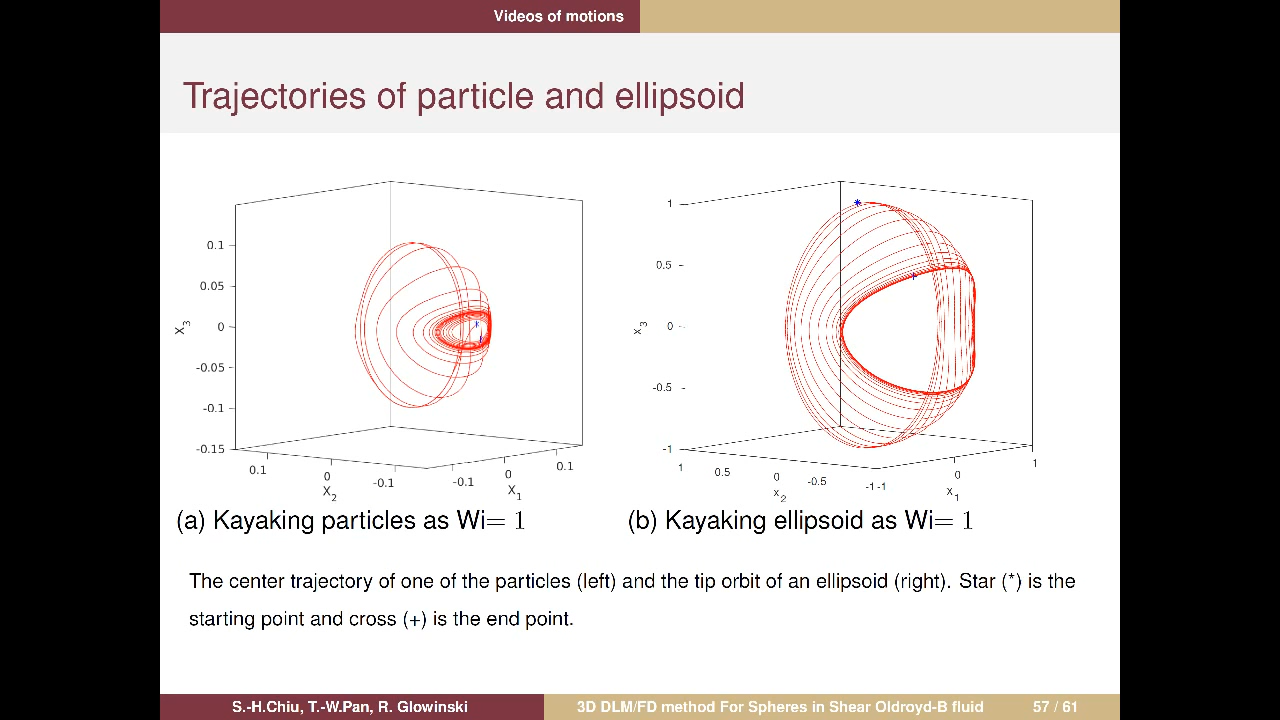 Videos of motions
Trajectories of particle and ellipsoid
0.1
0.05
0
-0.05
-0.1
-0.15
X3
0.1
0
-0.1
X2
-0.1
0
0.1
X1
1
0.5
0
-0.5
-1
x3
1
0.5
0
-0.5
-1
x2
-1
0
1
x1
(a) Kayaking particles as Wi= 1
(b) Kayaking ellipsoid as Wi= 1
The center trajectory of one of the particles (left) and the tip orbit of an ellipsoid (right). Star (*) is the
starting point and cross (+) is the end point.
S.-H.Chiu, T.-W.Pan, R. Glowinski
3D DLM/FD method For Spheres in Shear Oldroyd-B fluid
57 / 61